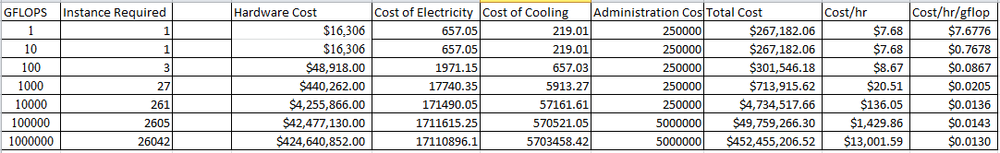 GFLOPS Instance Required Hardware Cost Cost of Electricity Cost of Cooling Administration Cos Total Cost Cost/hr Cost/hr/gflop
1 1 $16,306 657.05 219.01 250000 $267,182.06 $7.68 $7.6776
10 1 $16,306 657.05 219.01 250000 $267,182.06 $7.68 $0.7678
100 3 $48,918.00 1971.15 657.03 250000 $301,546.18 $8.67 $0.0867
1000 27 $440,262.00 17740.35 5913.27 250000 $713,915.62 $20.51 $0.0205
10000 261 $4,255,866.00 171490.05 57161.61 250000 $4,734,517.66 $136.05 $0.0136
100000 2605 $42,477,130.00 1711615.25 570521.05 5000000 $49,759,266.30 $1,429.86 $0.0143
1000000 26042 $424,640,852.00 17110896.1 5703458.42 5000000 $452,455,206.52 $13,001.59 $0.0130